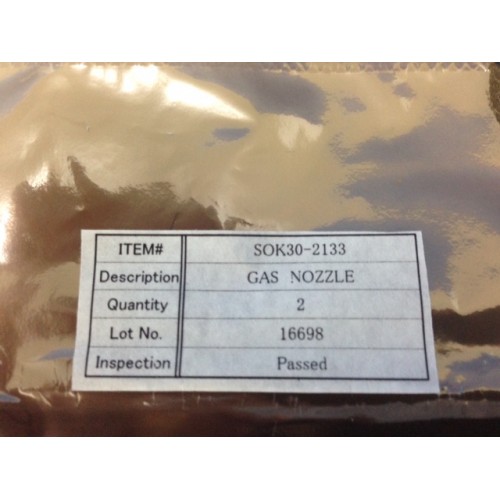 ITEM# SOK30-2133
Description GAS NOZZLE
Quantity 2
Lot No. 16698
Inspection Passed